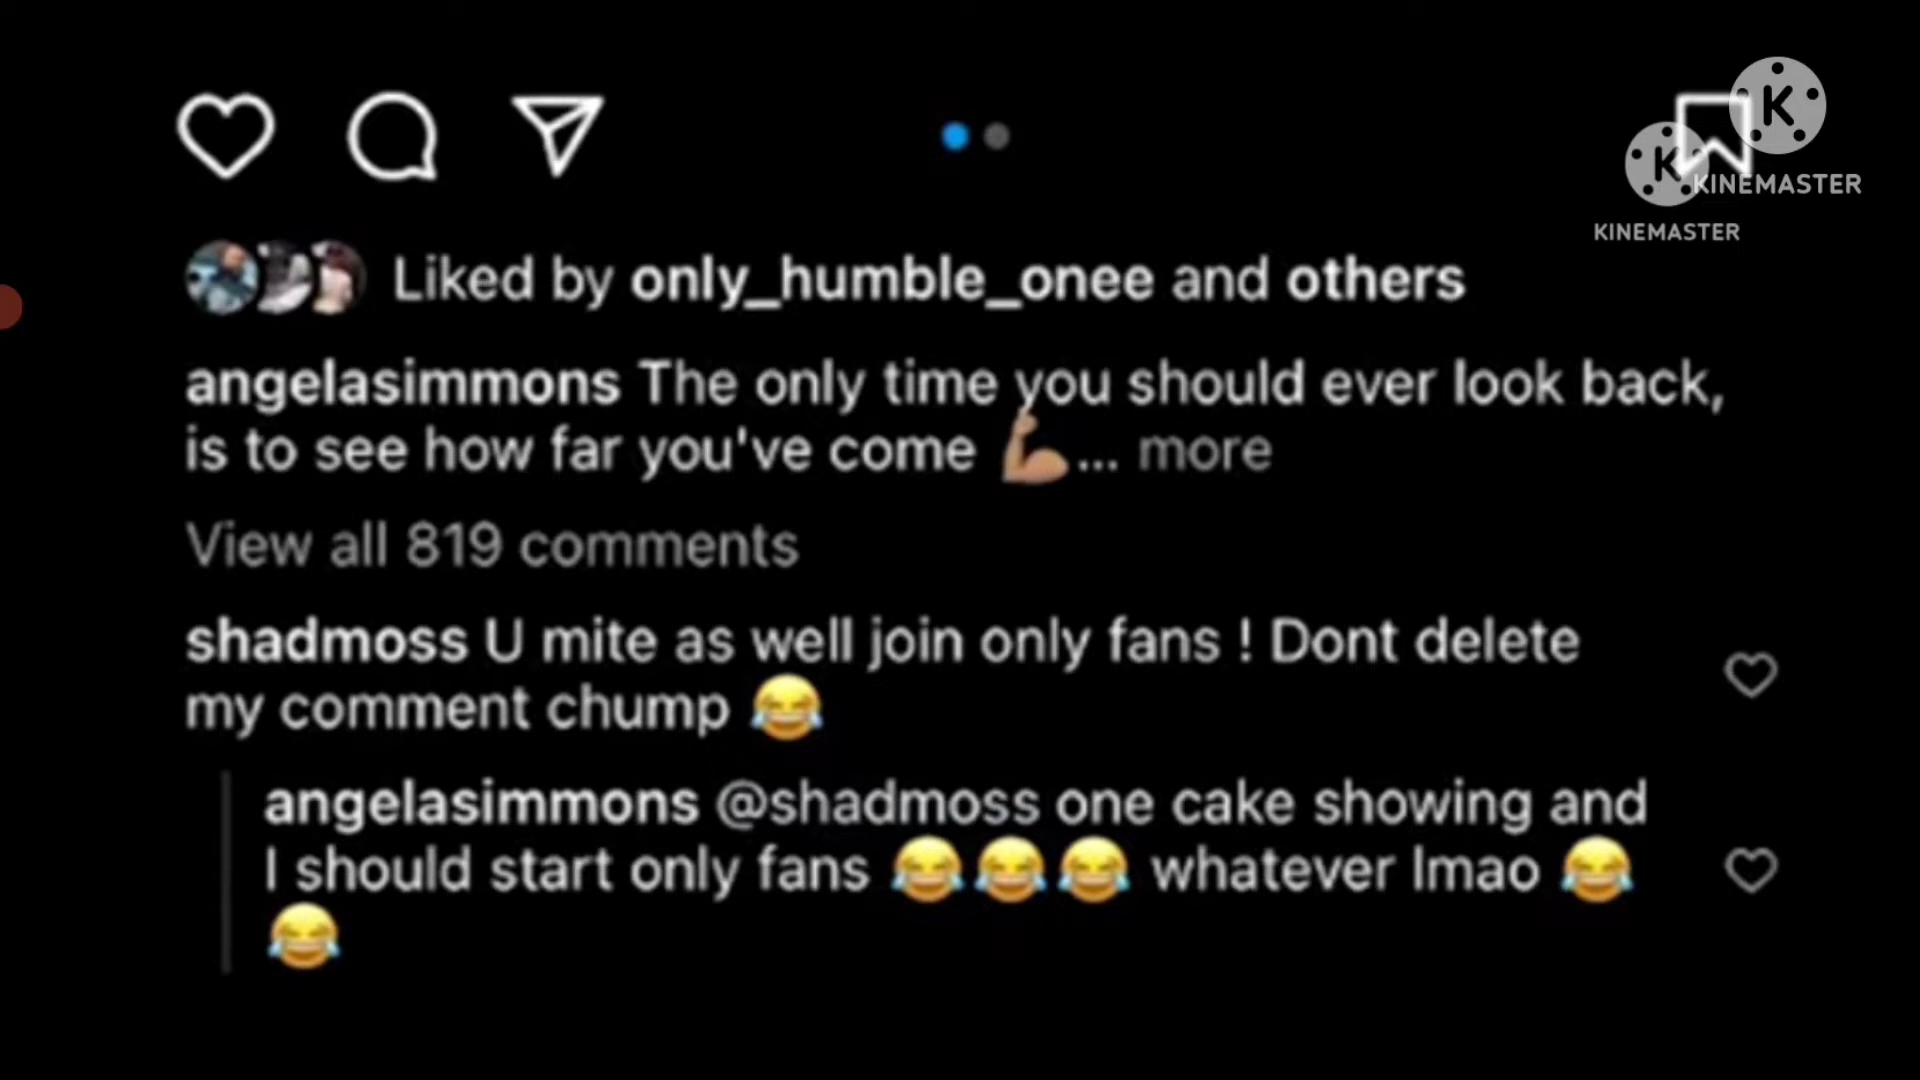 K
K
KINEMASTER
KINEMASTER
Liked by only_humble_onee and others
angelasimmons The only time you should ever look back,
is to see how far you've come 💪🏽... more
View all 819 comments
shadmoss U mite as well join only fans ! Dont delete
my comment chump 😂
angelasimmons @shadmoss one cake showing and
I should start only fans 😂😂😂 whatever lmao 😂
😂